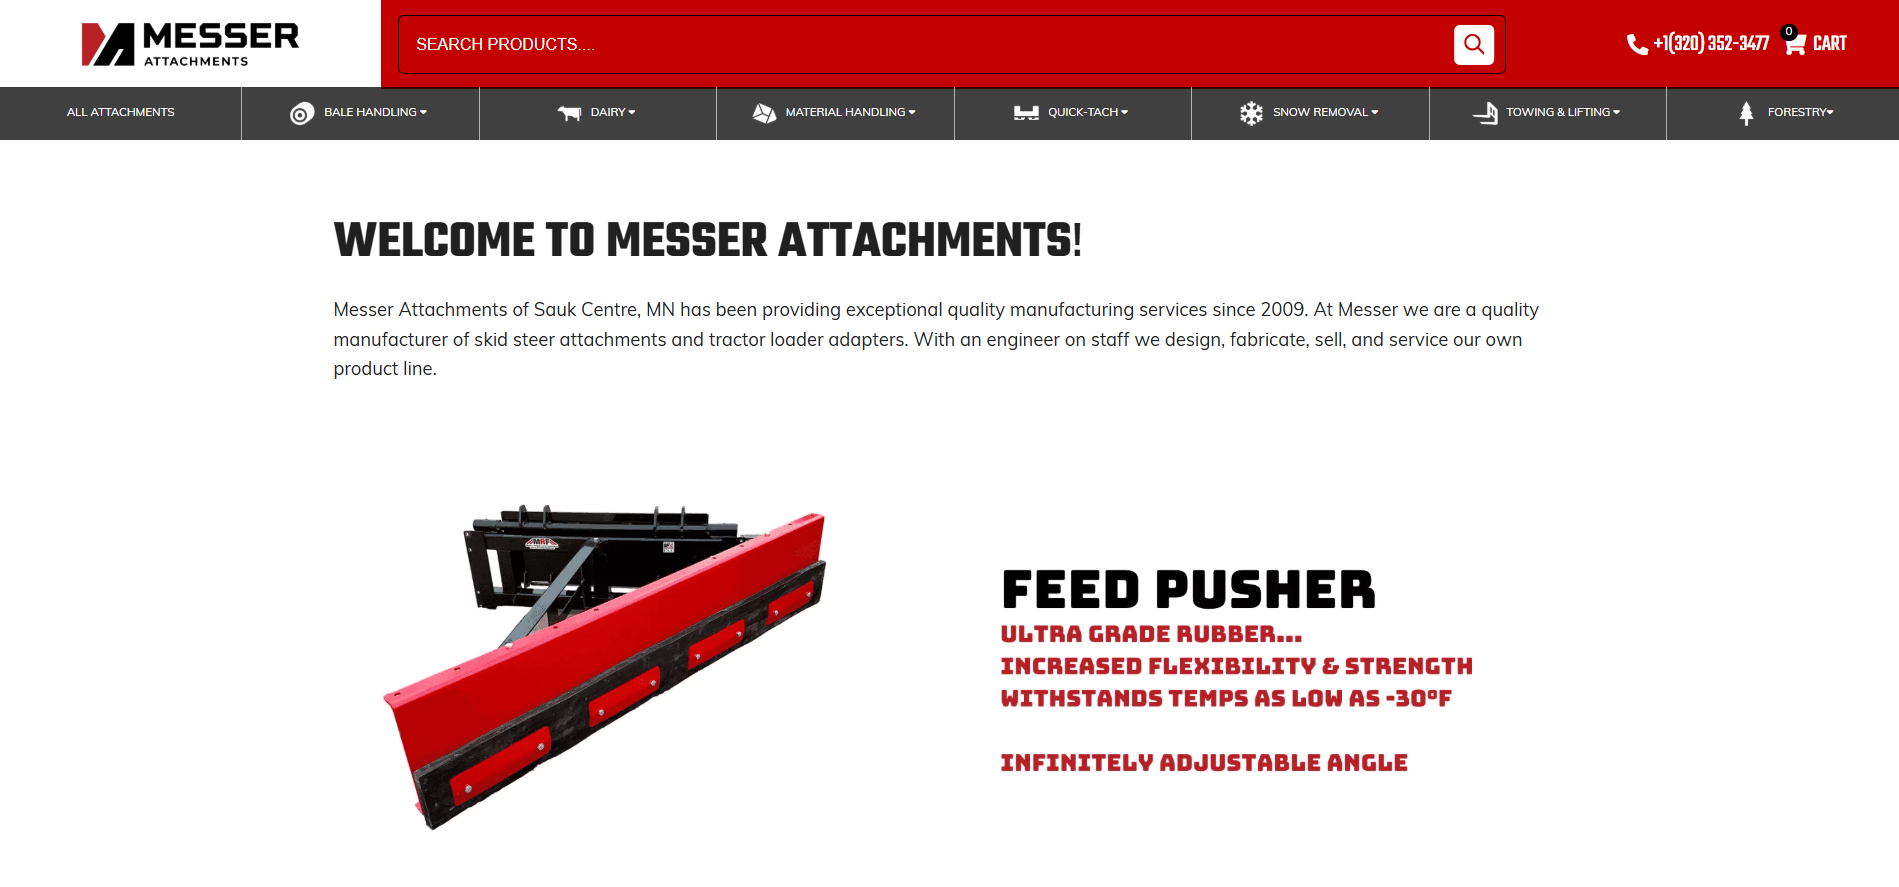 MESSER
ATTACHMENTS
SEARCH PRODUCTS....
+1(320) 352-3477
0
CART
ALL ATTACHMENTS
BALE HANDLING
DAIRY
MATERIAL HANDLING
QUICK-TACH
SNOW REMOVAL
TOWING & LIFTING
FORESTRY
WELCOME TO MESSER ATTACHMENTS!
Messer Attachments of Sauk Centre, MN has been providing exceptional quality manufacturing services since 2009. At Messer we are a quality
manufacturer of skid steer attachments and tractor loader adapters. With an engineer on staff we design, fabricate, sell, and service our own
product line.
MRF
FEED PUSHER
ULTRA GRADE RUBBER...
INCREASED FLEXIBILITY & STRENGTH
WITHSTANDS TEMPS AS LOW AS -30ºF
INFINITELY ADJUSTABLE ANGLE